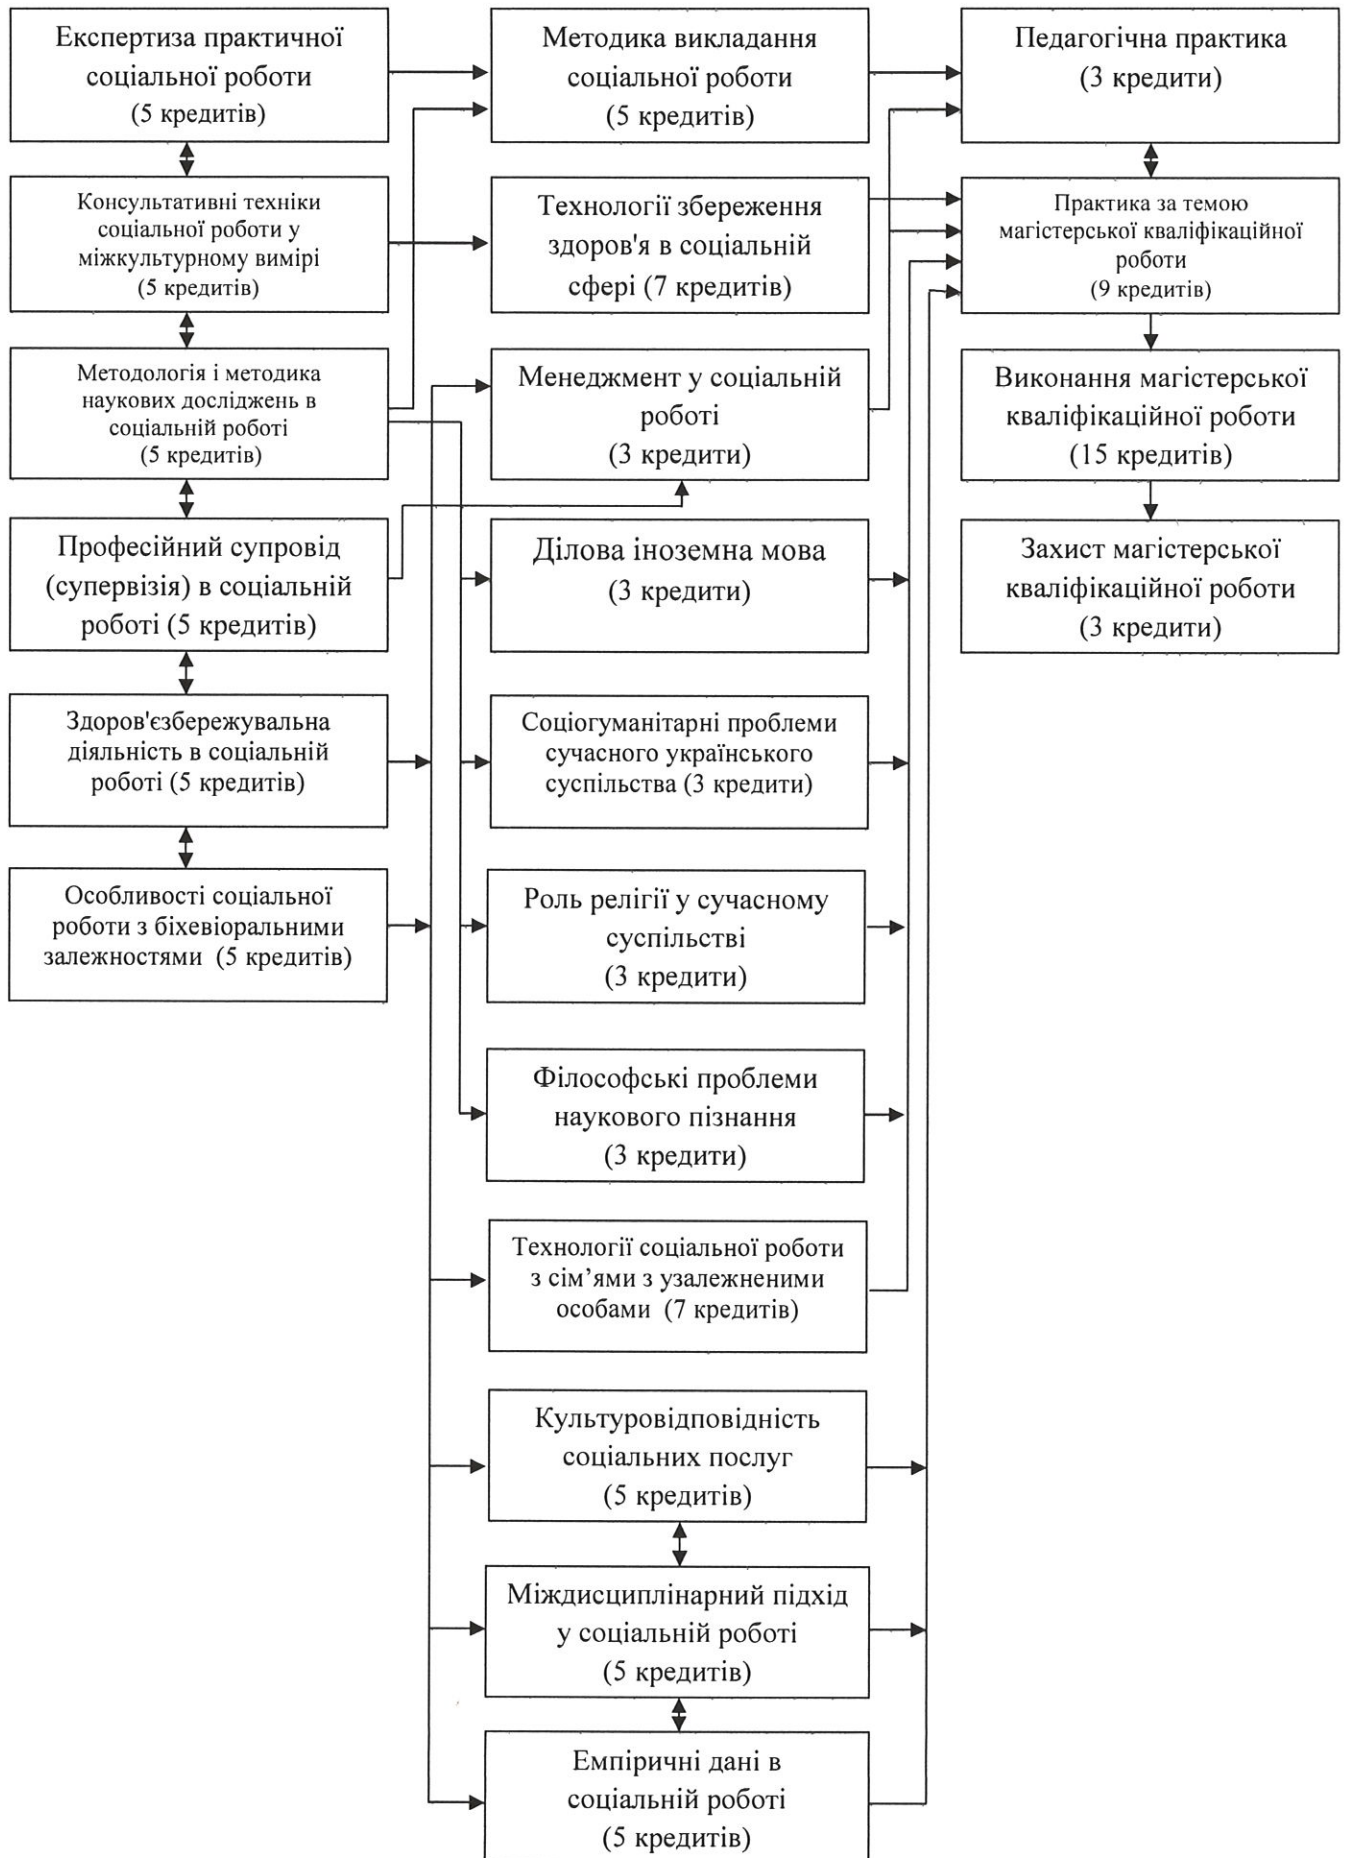 Експертиза практичної
соціальної роботи
(5 кредитів)
Консультативні техніки
соціальної роботи у
міжкультурному вимірі
(5 кредитів)
Методологія і методика
наукових досліджень в
соціальній роботі
(5 кредитів)
Професійний супровід
(супервізія) в соціальній
роботі (5 кредитів)
Здоров'єзбережувальна
діяльність в соціальній
роботі (5 кредитів)
Особливості соціальної
роботи з біхевіоральними
залежностями (5 кредитів)
Методика викладання
соціальної роботи
(5 кредитів)
Технології збереження
здоров'я в соціальній
сфері (7 кредитів)
Менеджмент у соціальній
роботі
(3 кредити)
Ділова іноземна мова
(3 кредити)
Соціогуманітарні проблеми
сучасного українського
суспільства (3 кредити)
Роль релігії у сучасному
суспільстві
(3 кредити)
Філософські проблеми
наукового пізнання
(3 кредити)
Технології соціальної роботи
з сім’ями з узалежненими
особами (7 кредитів)
Культуровідповідність
соціальних послуг
(5 кредитів)
Міждисциплінарний підхід
у соціальній роботі
(5 кредитів)
Емпіричні дані в
соціальній роботі
(5 кредитів)
Педагогічна практика
(3 кредити)
Практика за темою
магістерської кваліфікаційної
роботи
(9 кредитів)
Виконання магістерської
кваліфікаційної роботи
(15 кредитів)
Захист магістерської
кваліфікаційної роботи
(3 кредити)